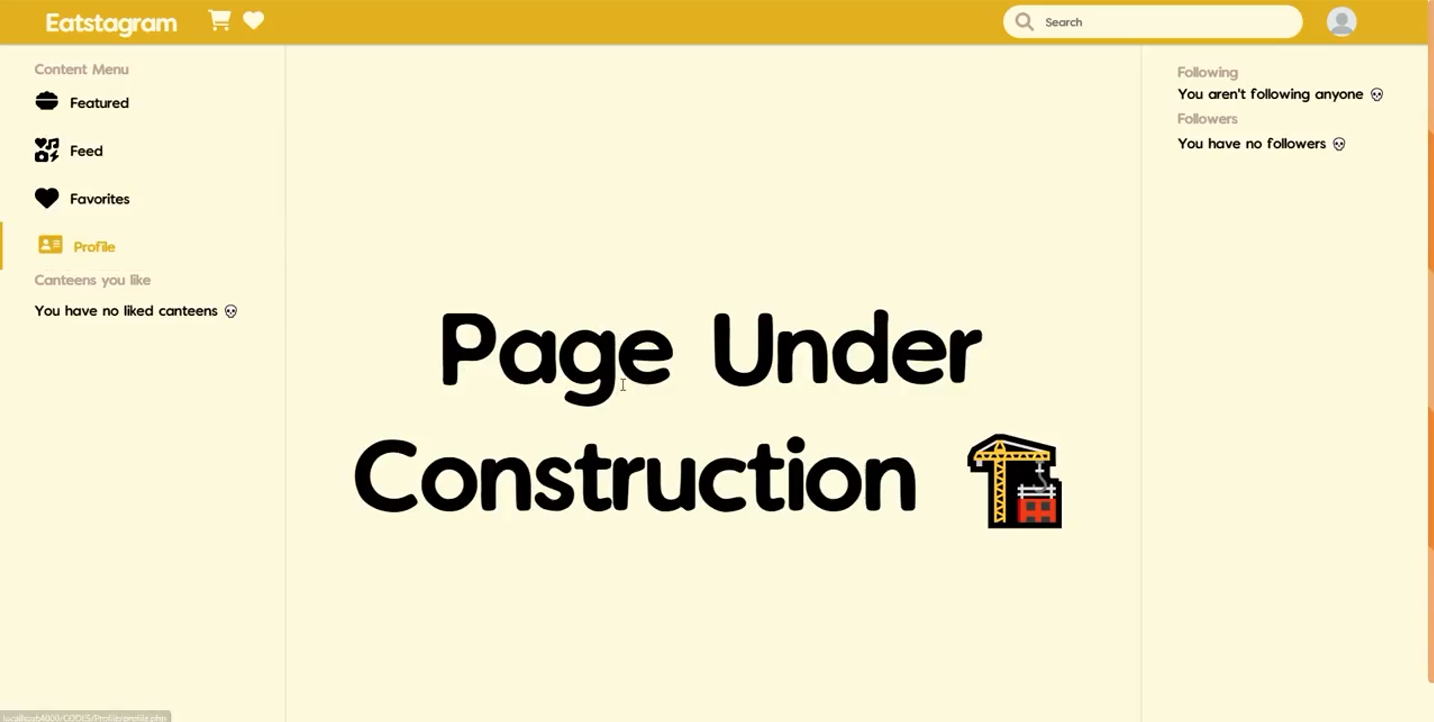 Eatstagram
Search
Content Menu
Featured
Feed
Favorites
Profile
Canteens you like
You have no liked canteens 💀
Page Under
Construction 🏗️
Following
You aren't following anyone 💀
Followers
You have no followers 💀